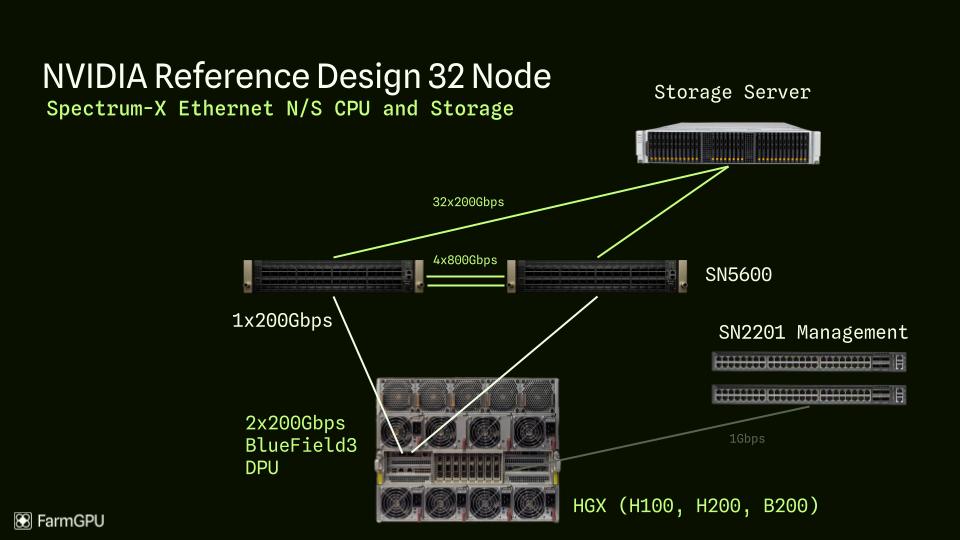 NVIDIA Reference Design 32 Node
Spectrum-X Ethernet N/S CPU and Storage
Storage Server
32x200Gbps
4x800Gbps
SN5600
1x200Gbps
SN2201 Management
2x200Gbps
BlueField3
DPU
1Gbps
HGX (H100, H200, B200)
FarmGPU